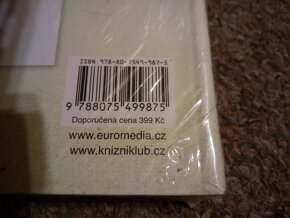 ISBN 978-80-7549-987-5
9 788075 499875
Doporučená cena 399 Kč
www.euromedia.cz
www.knizniklub.cz